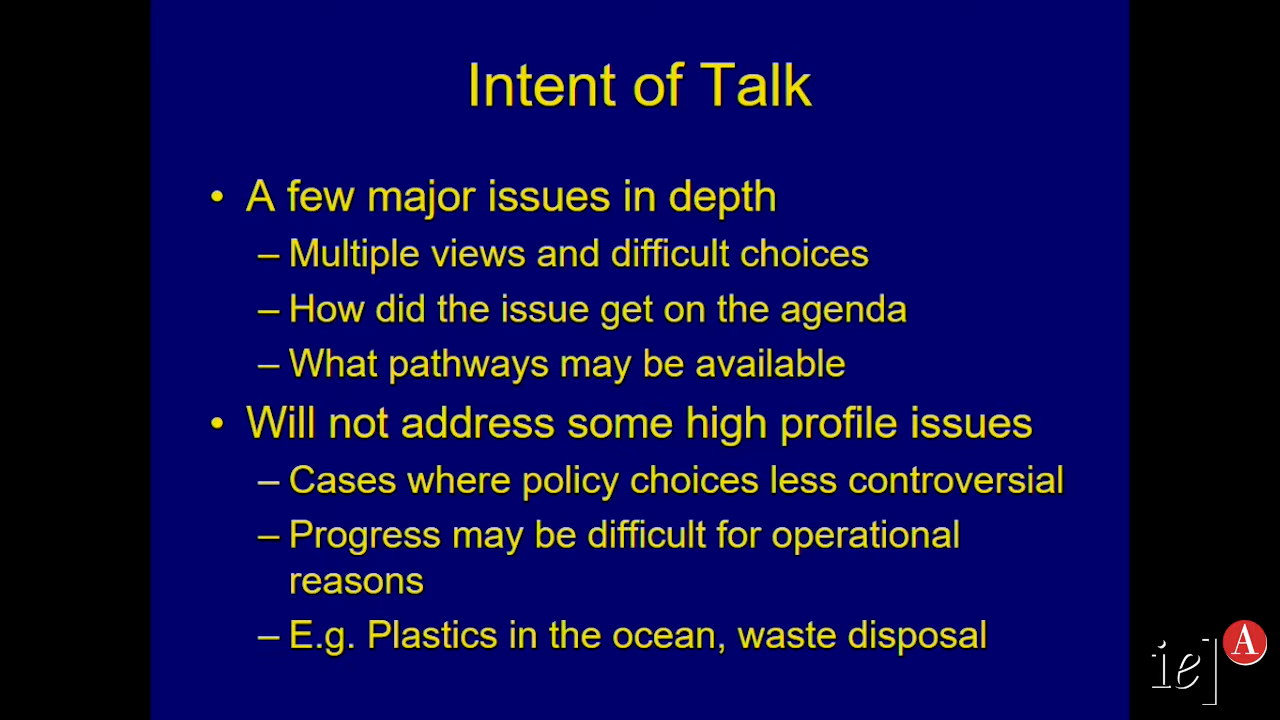 Intent of Talk
• A few major issues in depth
– Multiple views and difficult choices
– How did the issue get on the agenda
– What pathways may be available
• Will not address some high profile issues
– Cases where policy choices less controversial
– Progress may be difficult for operational
reasons
– E.g. Plastics in the ocean, waste disposal
ie] A